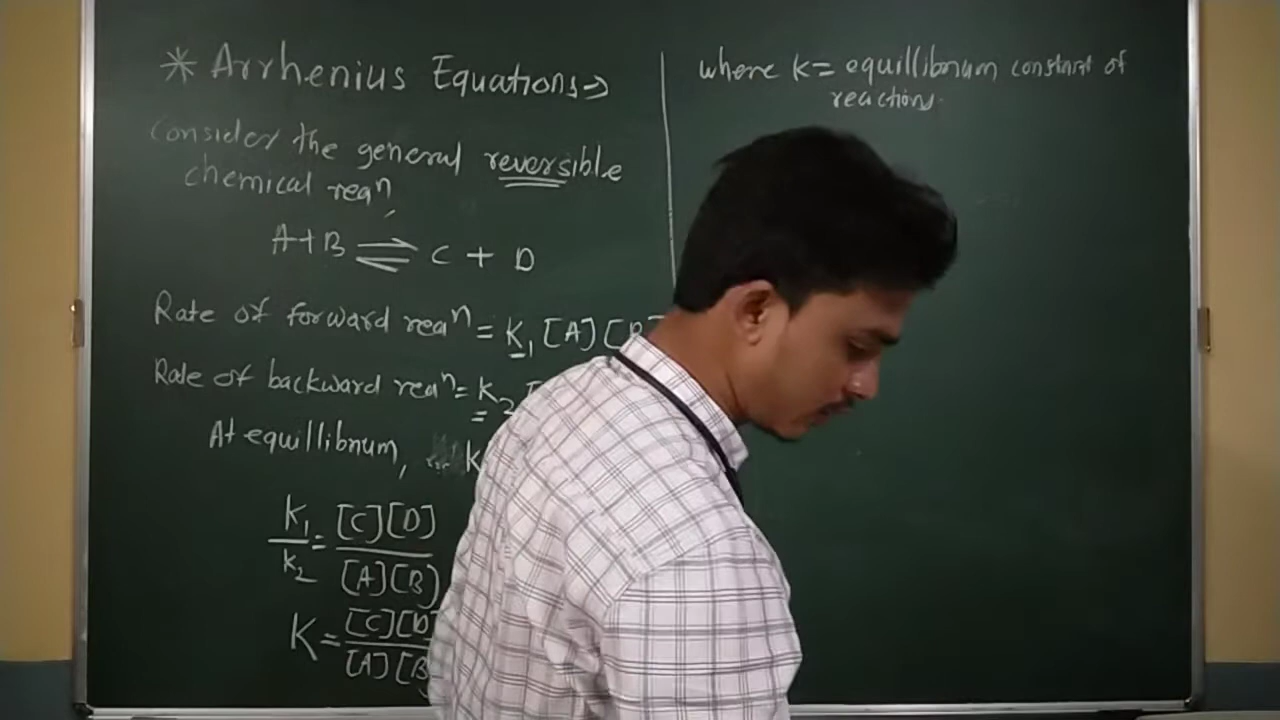 * Arrhenius Equations→
Consider the general reversible
chemical reaⁿ
A+B ⇌ C + D
Rate of forward reaⁿ = K₁ [A] [B]
Rate of backward reaⁿ = K₂ [
At equillibrium, K
K₁/K₂ = [C][D]/[A][B]
K = [C][D]/[A][B
where K = equillibrium constant of
reactions.